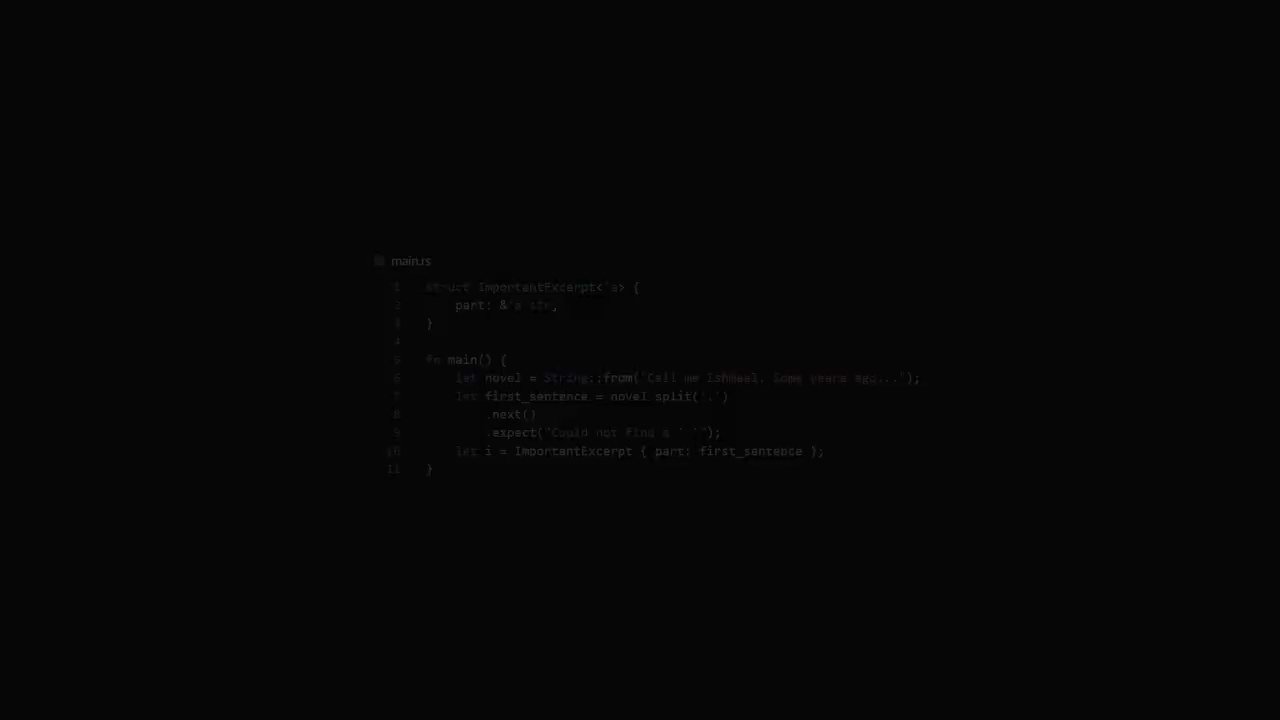 main.rs
1 struct ImportantExcerpt<'a> {
2 part: &'a str,
3 }
4
5 fn main() {
6 let novel = String::from("Call me Ishmael. Some years ago...");
7 let first_sentence = novel.split('.')
8 .next()
9 .expect("Could not find a '.'");
10 let i = ImportantExcerpt { part: first_sentence };
11 }